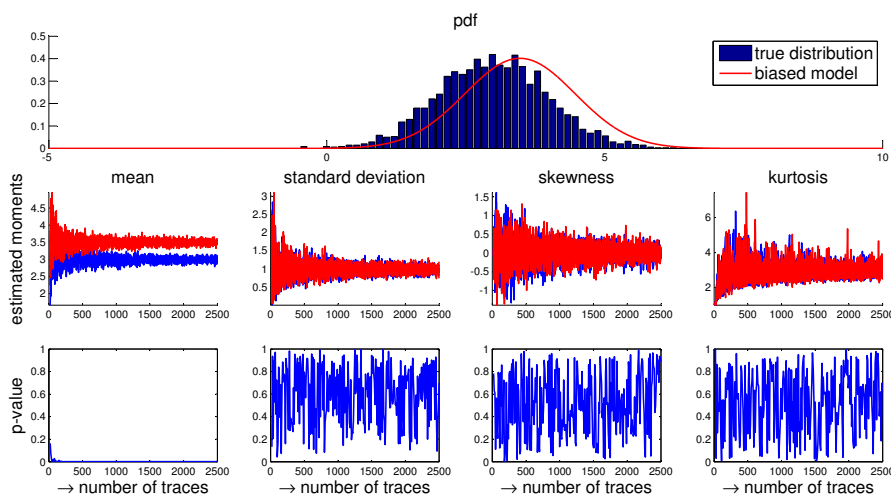 pdf
0.5
0.4
0.3
0.2
0.1
0
-5
0
5
10
true distribution
biased model
mean
standard deviation
skewness
kurtosis
estimated moments
4.5
4
3.5
3
2.5
2
0 500 1000 1500 2000 2500
3
2.5
2
1.5
1
0.5
0 500 1000 1500 2000 2500
1.5
1
0.5
0
-0.5
-1
0 500 1000 1500 2000 2500
6
4
2
0 500 1000 1500 2000 2500
p-value
1
0.8
0.6
0.4
0.2
0
0 500 1000 1500 2000 2500
→ number of traces
1
0.8
0.6
0.4
0.2
0
0 500 1000 1500 2000 2500
→ number of traces
1
0.8
0.6
0.4
0.2
0
0 500 1000 1500 2000 2500
→ number of traces
1
0.8
0.6
0.4
0.2
0
0 500 1000 1500 2000 2500
→ number of traces